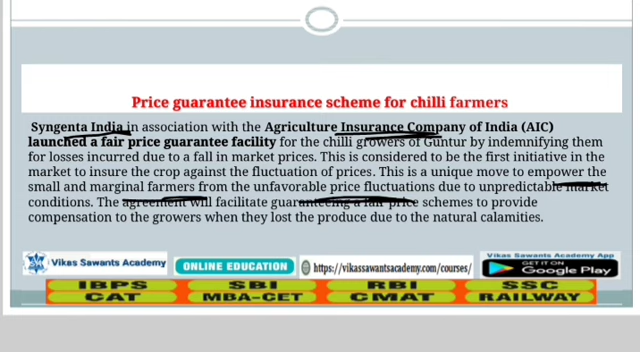 Price guarantee insurance scheme for chilli farmers
Syngenta India in association with the Agriculture Insurance Company of India (AIC)
launched a fair price guarantee facility for the chilli growers of Guntur by indemnifying them
for losses incurred due to a fall in market prices. This is considered to be the first initiative in the
market to insure the crop against the fluctuation of prices. This is a unique move to empower the
small and marginal farmers from the unfavorable price fluctuations due to unpredictable market
conditions. The agreement will facilitate guaranteeing a fair price schemes to provide
compensation to the growers when they lost the produce due to the natural calamities.
Vikas Sawants Academy App
Vikas Sawants Academy ONLINE EDUCATION https://vikassawantsacademy.com/courses/ GET IT ON
Google Play
IBPS SBI RBI SSC
CAT MBA-CET CMAT RAILWAY